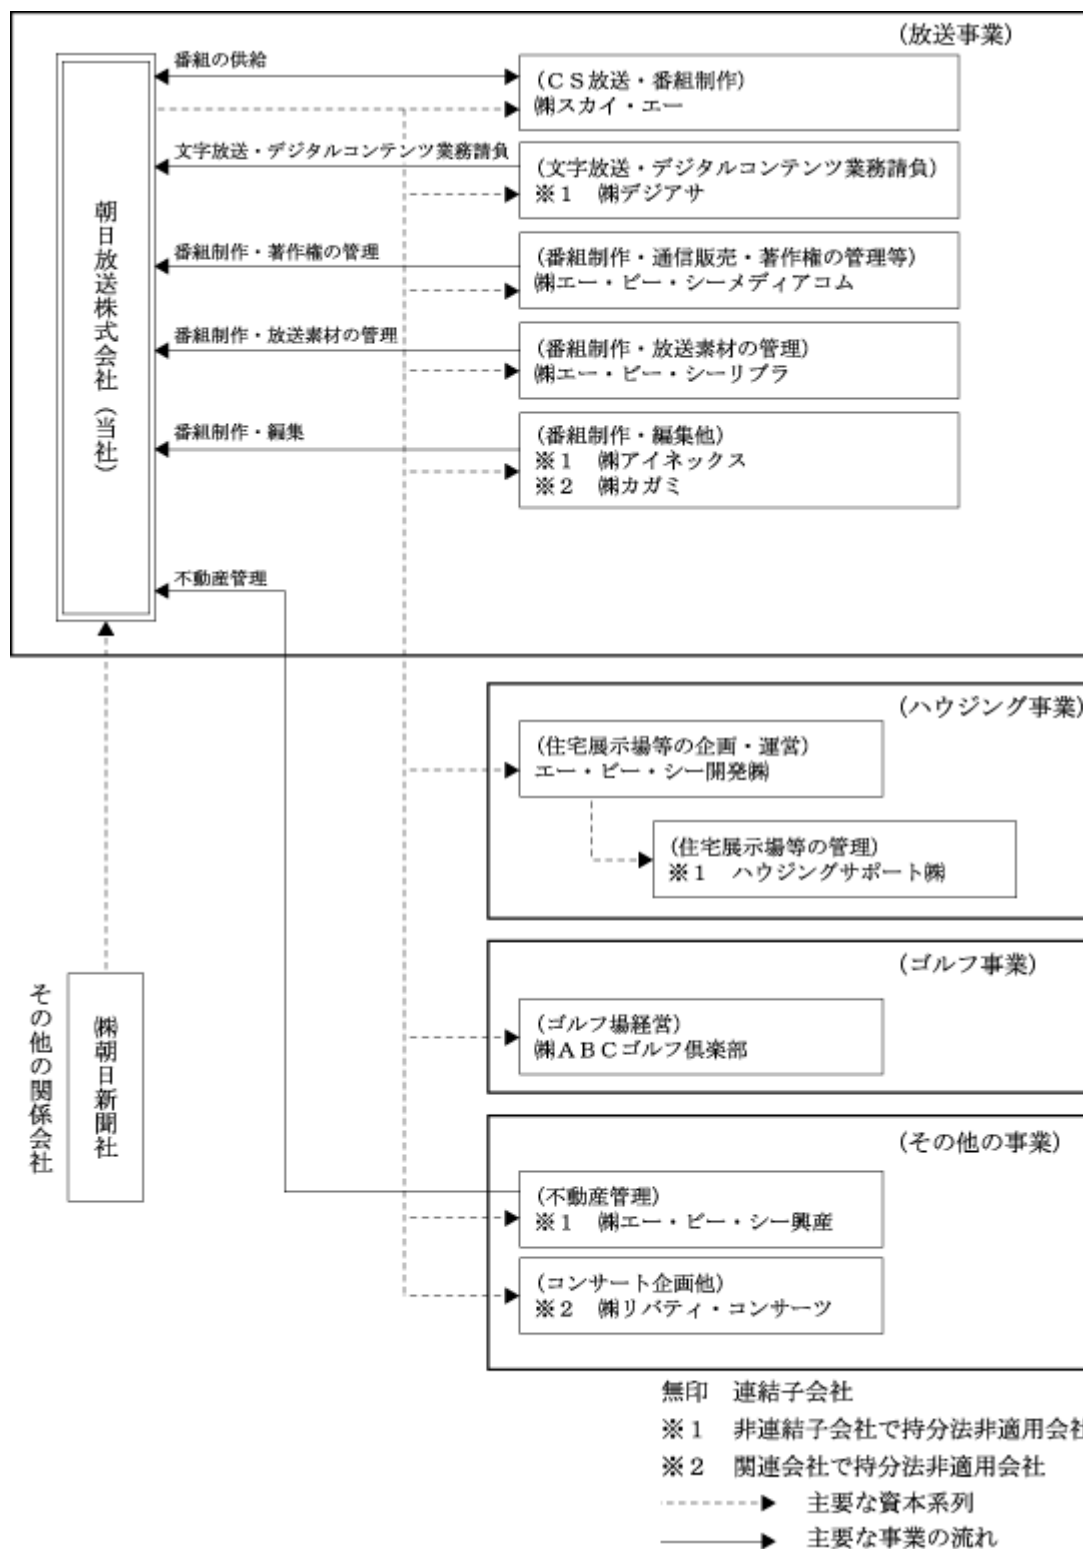 (放送事業)
番組の供給
(ＣＳ放送・番組制作)
㈱スカイ・エー
文字放送・デジタルコンテンツ業務請負
(文字放送・デジタルコンテンツ業務請負)
※１　㈱デジアサ
朝日放送株式会社(当社)
番組制作・著作権の管理
(番組制作・通信販売・著作権の管理等)
㈱エー・ビー・シーメディアコム
番組制作・放送素材の管理
(番組制作・放送素材の管理)
㈱エー・ビー・シーリブラ
番組制作・編集
(番組制作・編集他)
※１　㈱アイネックス
※２　㈱カガミ
不動産管理
(ハウジング事業)
(住宅展示場等の企画・運営)
エー・ビー・シー開発㈱
(住宅展示場等の管理)
※１　ハウジングサポート㈱
(ゴルフ事業)
(ゴルフ場経営)
㈱ＡＢＣゴルフ倶楽部
その他の関係会社
㈱朝日新聞社
(その他の事業)
(不動産管理)
※１　㈱エー・ビー・シー興産
(コンサート企画他)
※２　㈱リバティ・コンサーツ
無印　連結子会社
※１　非連結子会社で持分法非適用会社
※２　関連会社で持分法非適用会社
主要な資本系列
主要な事業の流れ